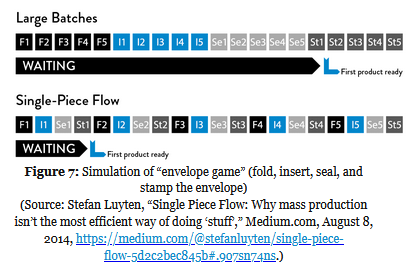 Large Batches
F1 F2 F3 F4 F5 I1 I2 I3 I4 I5 Se1 Se2 Se3 Se4 Se5 St1 St2 St3 St4 St5
WAITING
First product ready
Single-Piece Flow
F1 I1 Se1 St1 F2 I2 Se2 St2 F3 I3 Se3 St3 F4 I4 Se4 St4 F5 I5 Se5 St5
WAITING
First product ready
Figure 7: Simulation of “envelope game” (fold, insert, seal, and
stamp the envelope)
(Source: Stefan Luyten, “Single Piece Flow: Why mass production
isn’t the most efficient way of doing ‘stuff’,” Medium.com, August 8,
2014, https://medium.com/@stefanluyten/single-piece-
flow-5d2c2bec845b#.907sn74ns.)